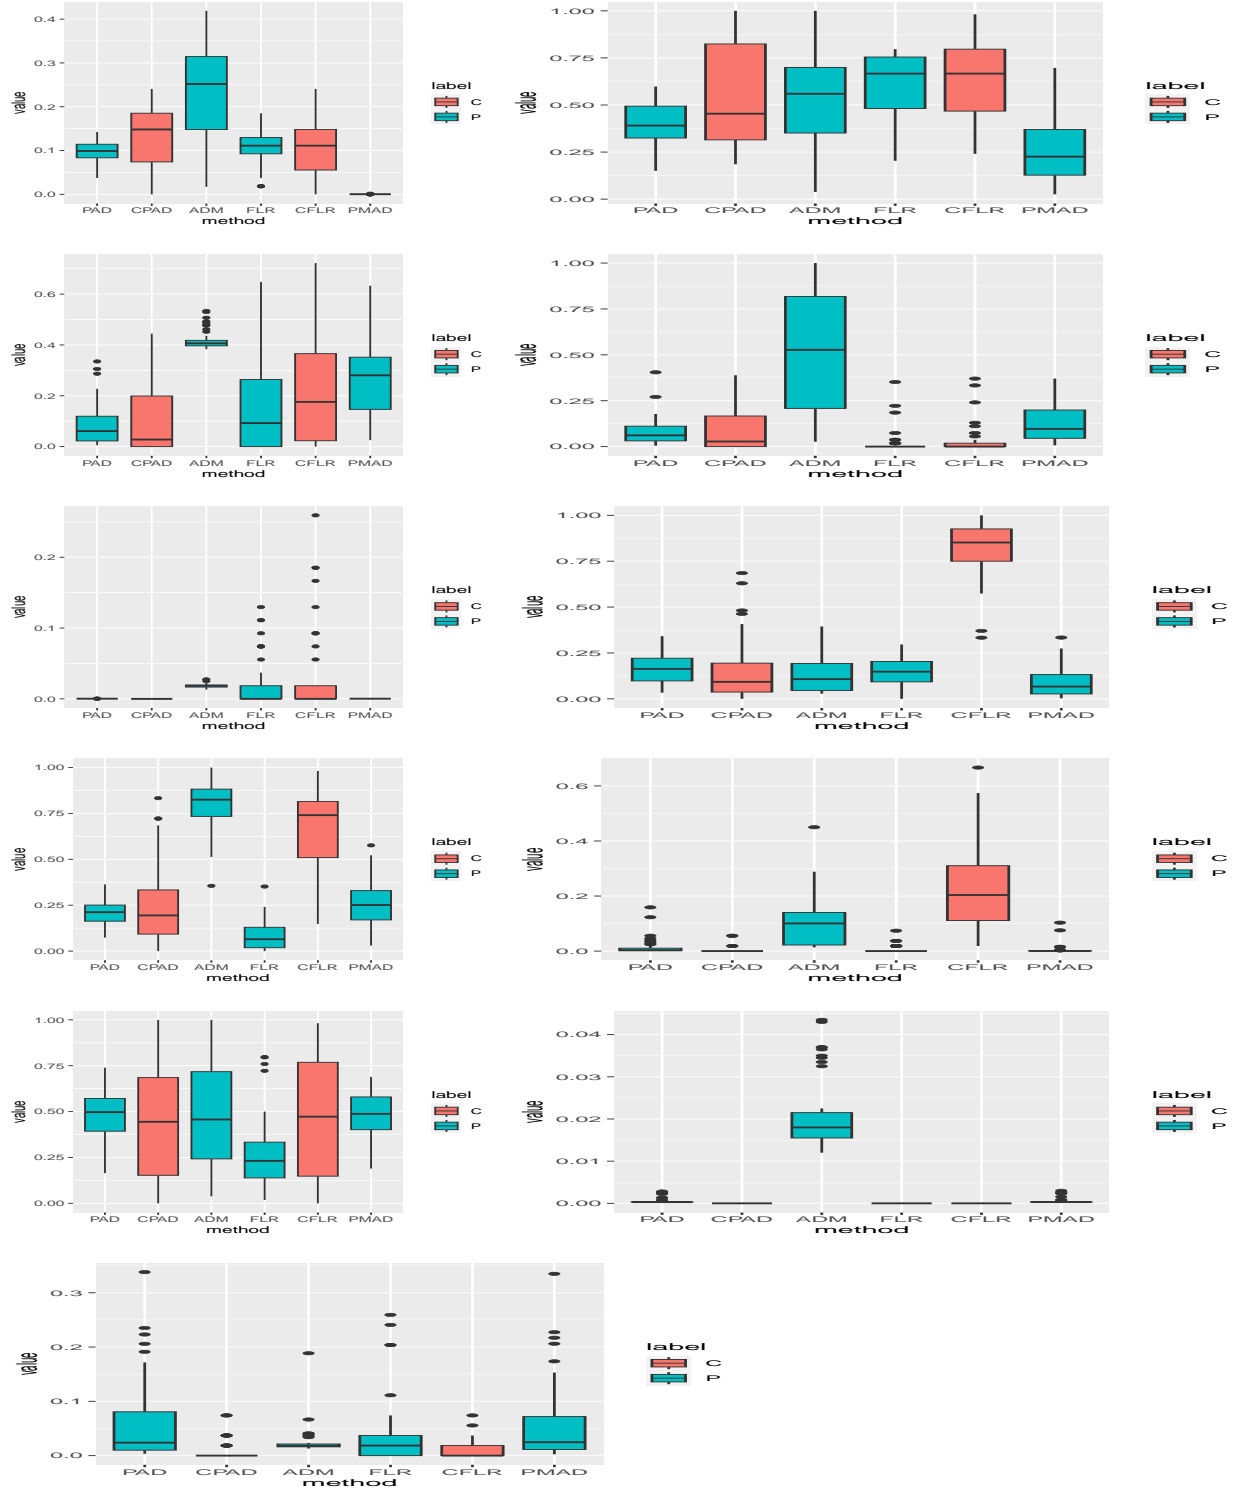 0.4
0.3
0.2
0.1
0.0
value
PAD CPAD ADM FLR CFLR PMAD
method
label
C
P
1.00
0.75
0.50
0.25
0.00
value
PAD CPAD ADM FLR CFLR PMAD
method
label
C
P
0.6
0.4
0.2
0.0
value
PAD CPAD ADM FLR CFLR PMAD
method
label
C
P
1.00
0.75
0.50
0.25
0.00
value
PAD CPAD ADM FLR CFLR PMAD
method
label
C
P
0.2
0.1
0.0
value
PAD CPAD ADM FLR CFLR PMAD
method
label
C
P
1.00
0.75
0.50
0.25
0.00
value
PAD CPAD ADM FLR CFLR PMAD
method
label
C
P
1.00
0.75
0.50
0.25
0.00
value
PAD CPAD ADM FLR CFLR PMAD
method
label
C
P
0.6
0.4
0.2
0.0
value
PAD CPAD ADM FLR CFLR PMAD
method
label
C
P
1.00
0.75
0.50
0.25
0.00
value
PAD CPAD ADM FLR CFLR PMAD
method
label
C
P
0.04
0.03
0.02
0.01
0.00
value
PAD CPAD ADM FLR CFLR PMAD
method
label
C
P
0.3
0.2
0.1
0.0
value
PAD CPAD ADM FLR CFLR PMAD
method
label
C
P